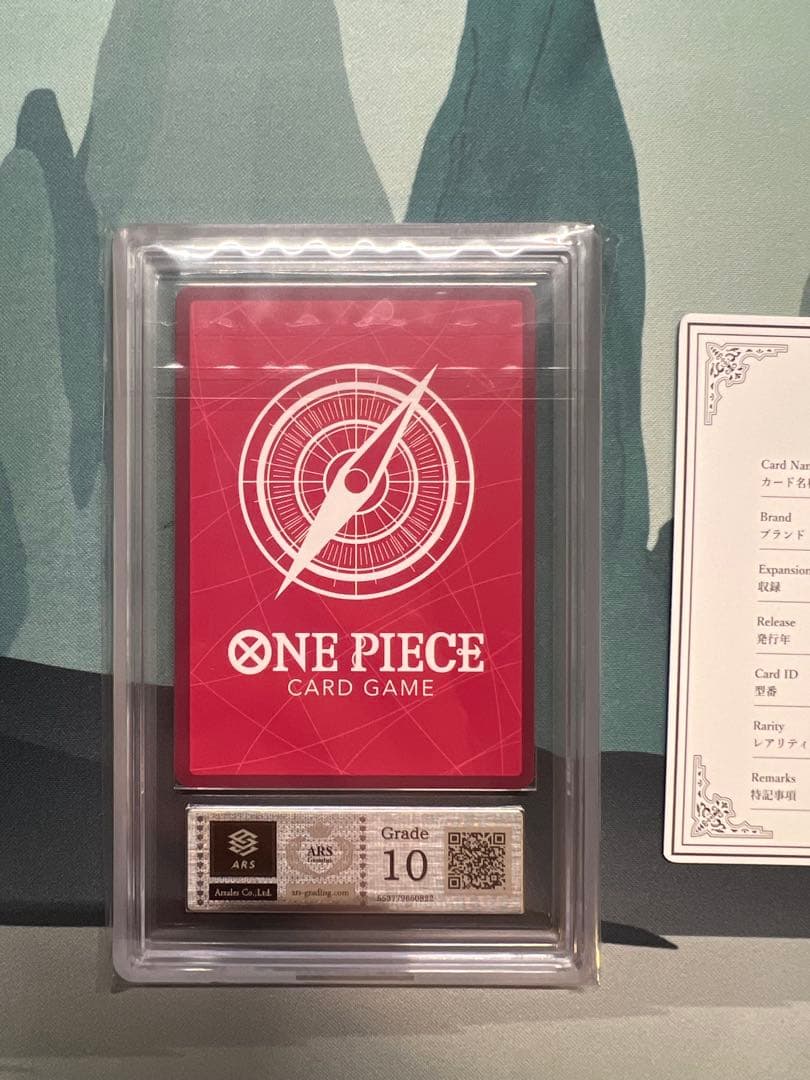 ONE PIECE
CARD GAME
ARS
Arsales Co.,Ltd.
ARS
ars-grading.com
Grade
10
Card Nam
カード名
Brand
ブランド
Expansion
収録
Release
発行年
Card ID
型番
Rarity
レアリティ
Remarks
特記事項